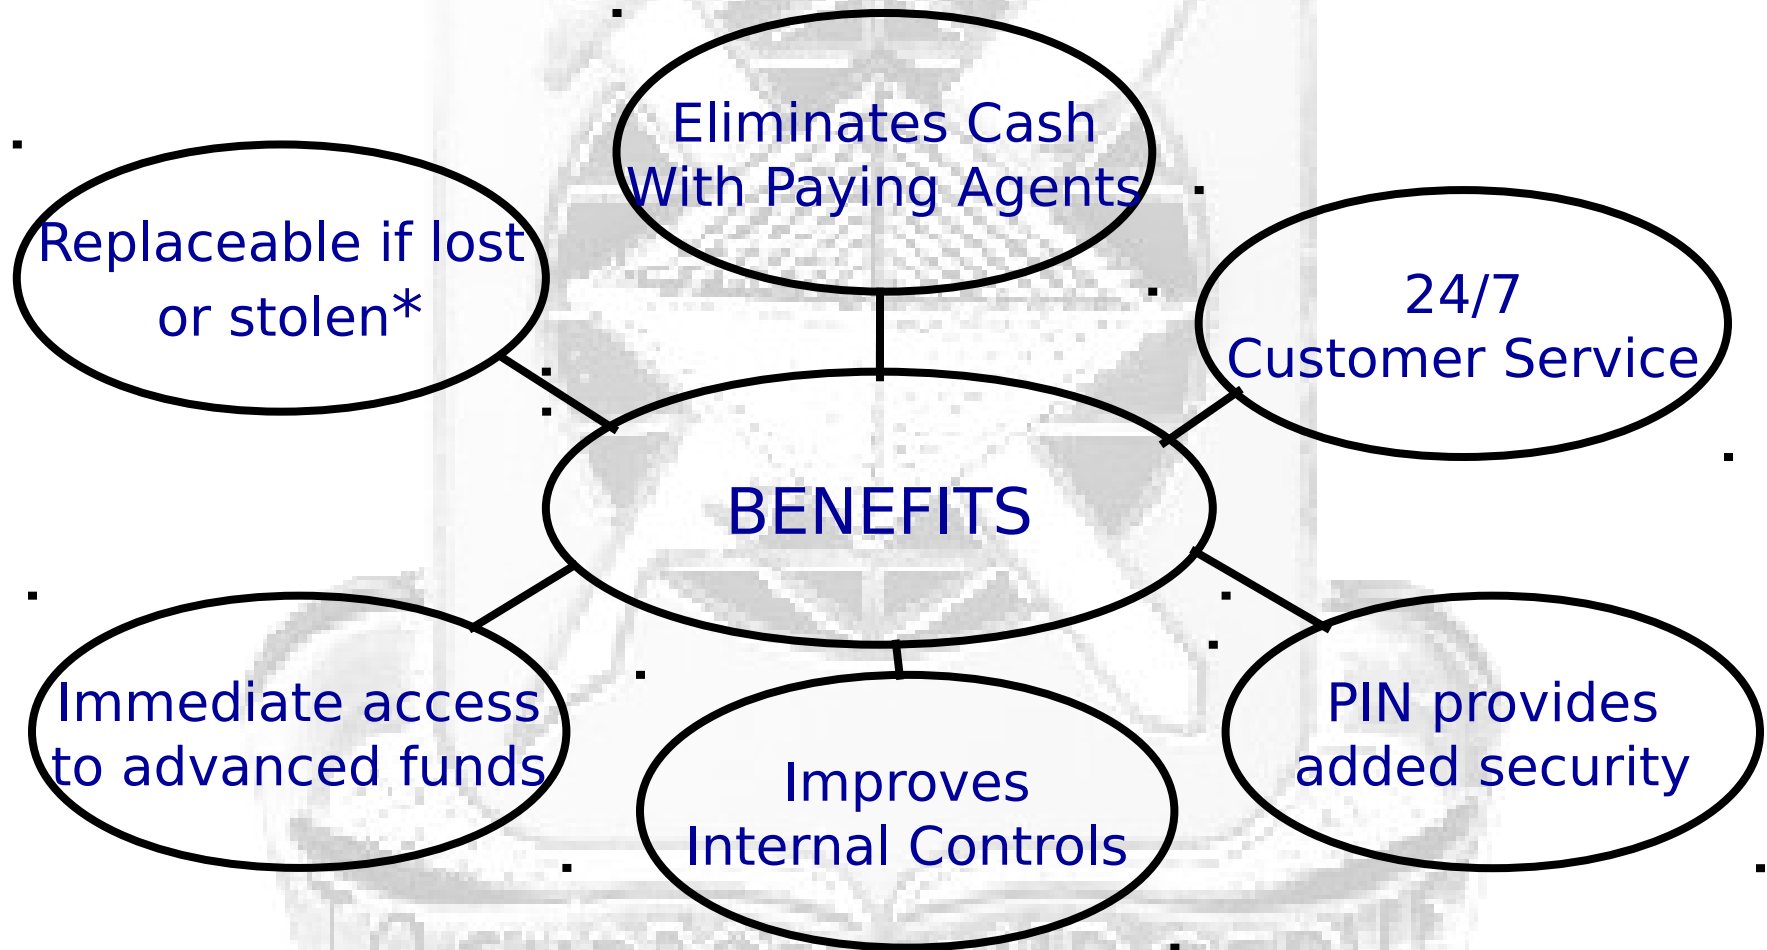 Eliminates Cash
With Paying Agents
Replaceable if lost
or stolen*
24/7
Customer Service
BENEFITS
Immediate access
to advanced funds
PIN provides
added security
Improves
Internal Controls